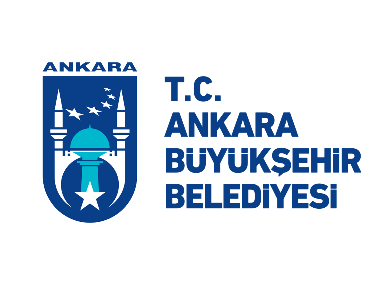 ANKARA
T.C.
ANKARA
BÜYÜKŞEHİR
BELEDİYESİ